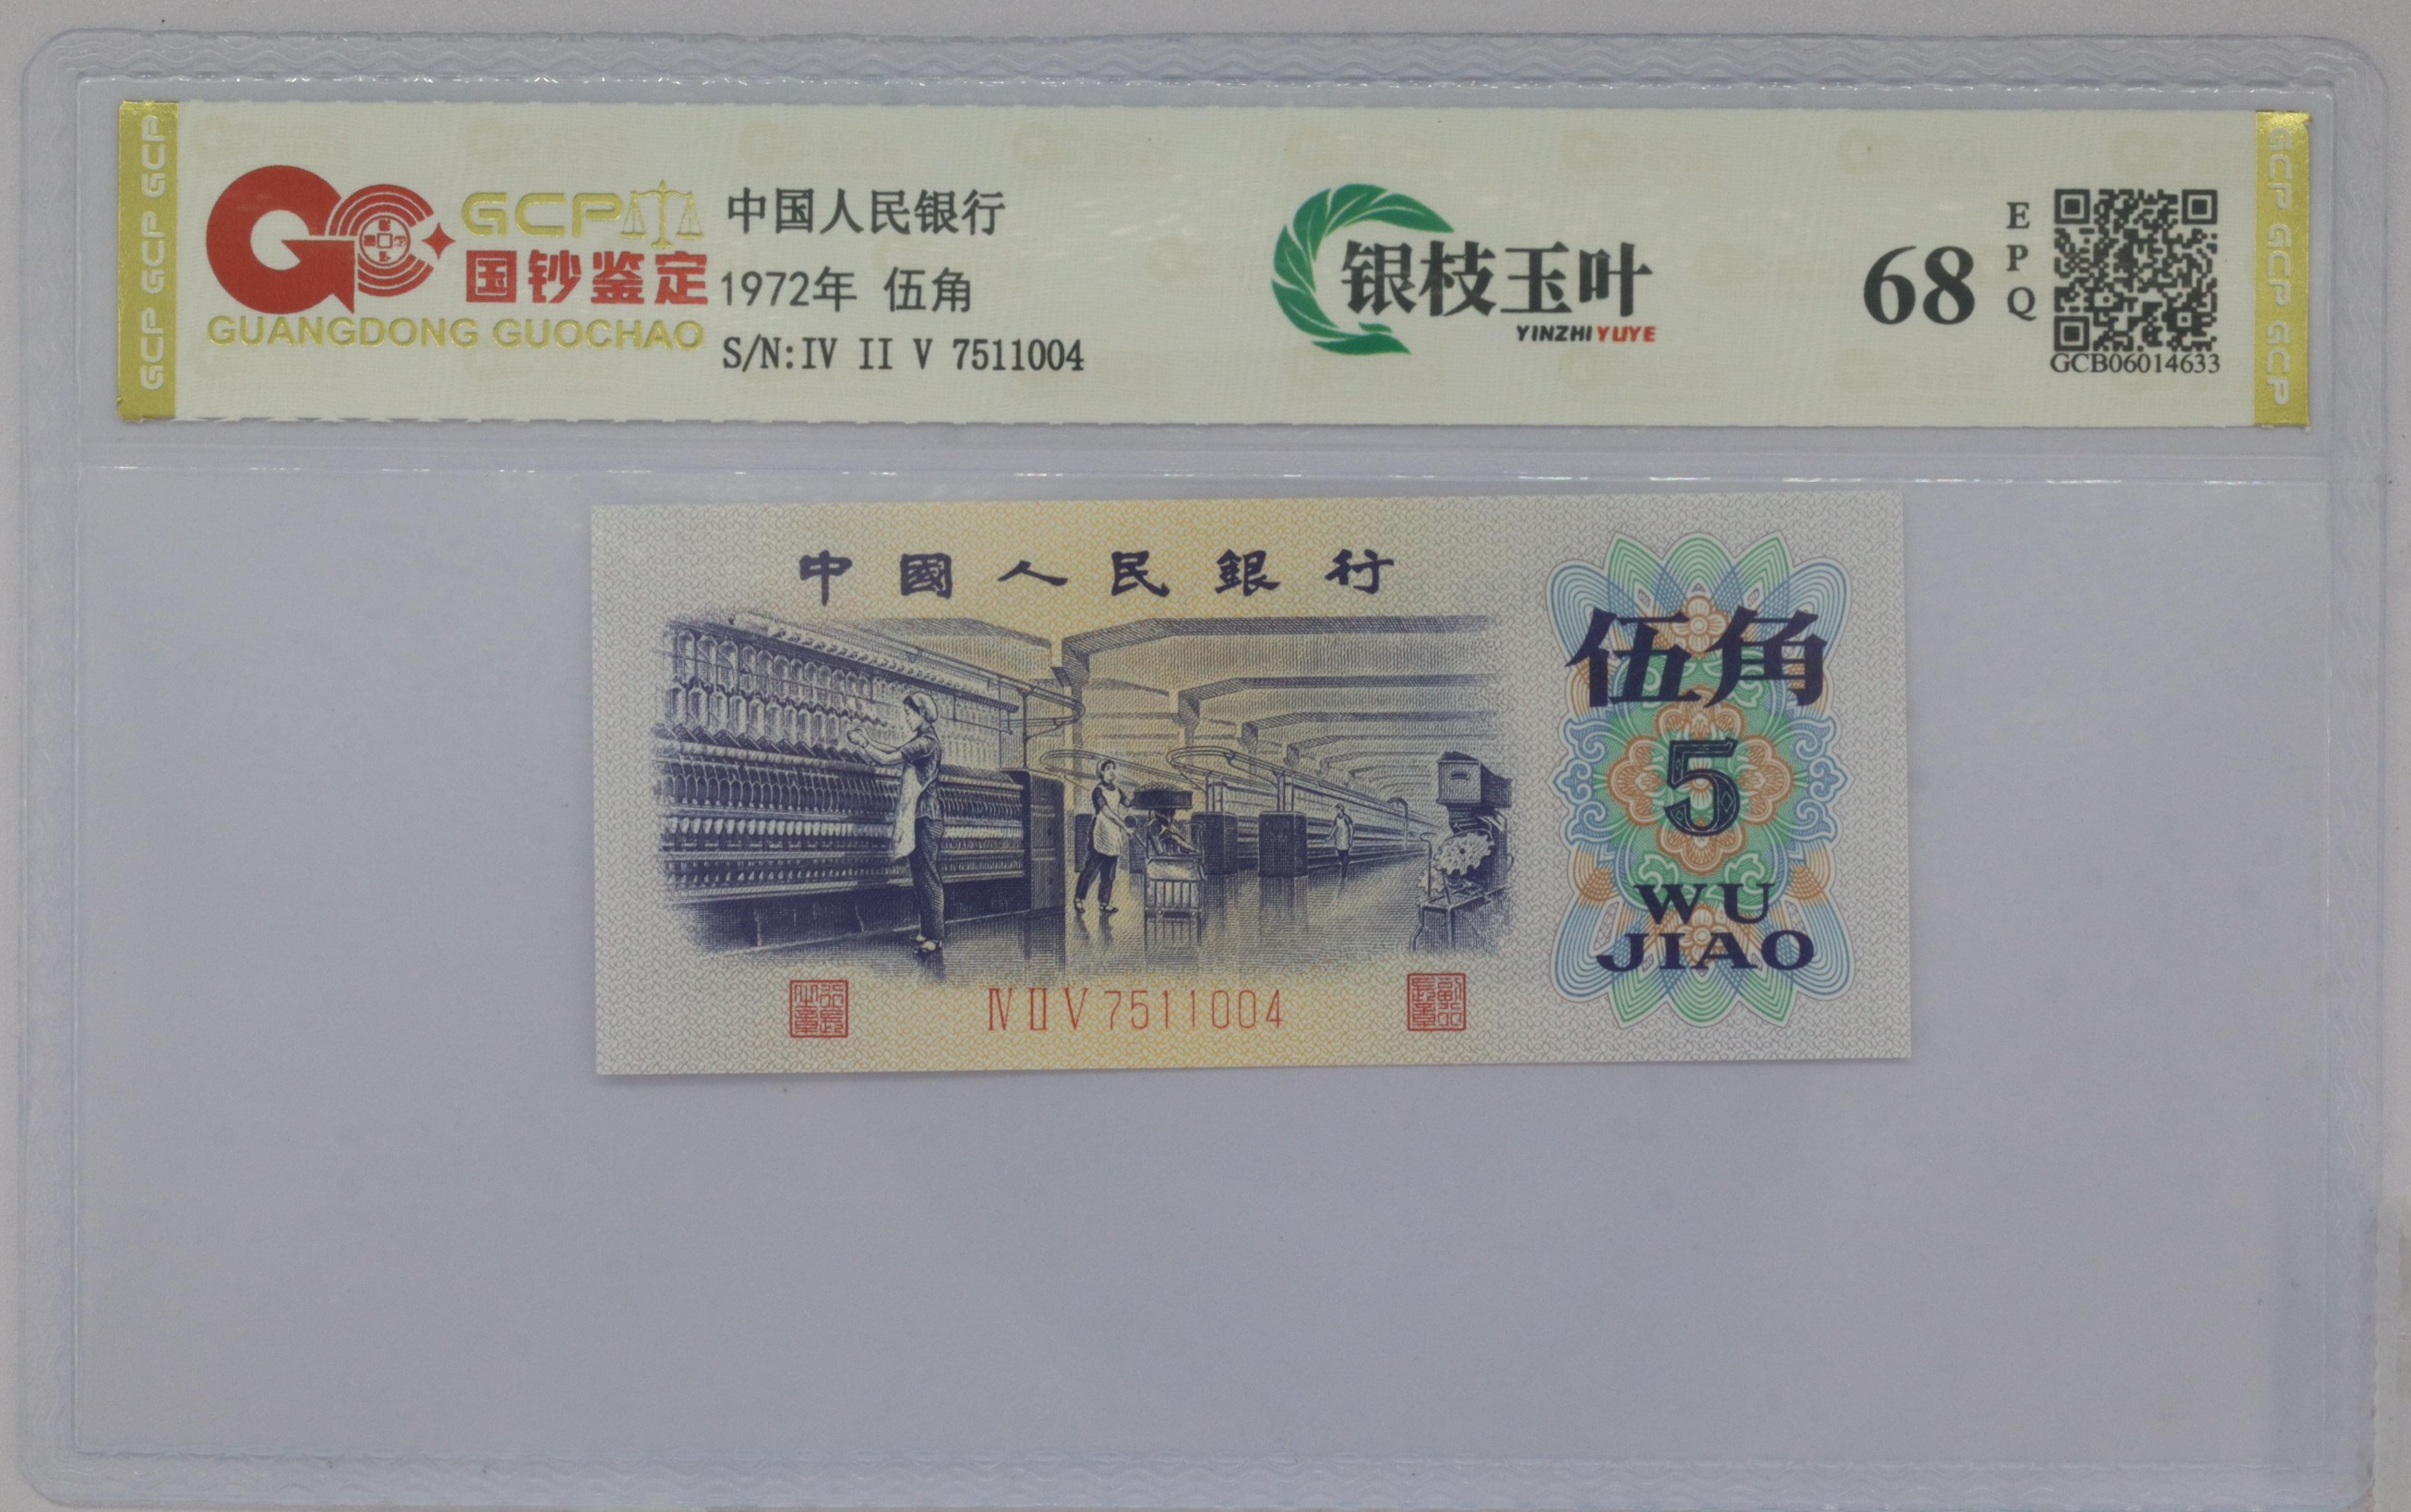 GCP GCP GCP
GCP
国钞鉴定
GUANGDONG GUOCHAO
中国人民银行
1972年 伍角
S/N:IV II V 7511004
银枝玉叶
YINZHIYUYE
68
EPQ
GCB06014633
GCP GCP GCP
中國人民銀行
伍角
5
WU
JIAO
IV II V 7511004